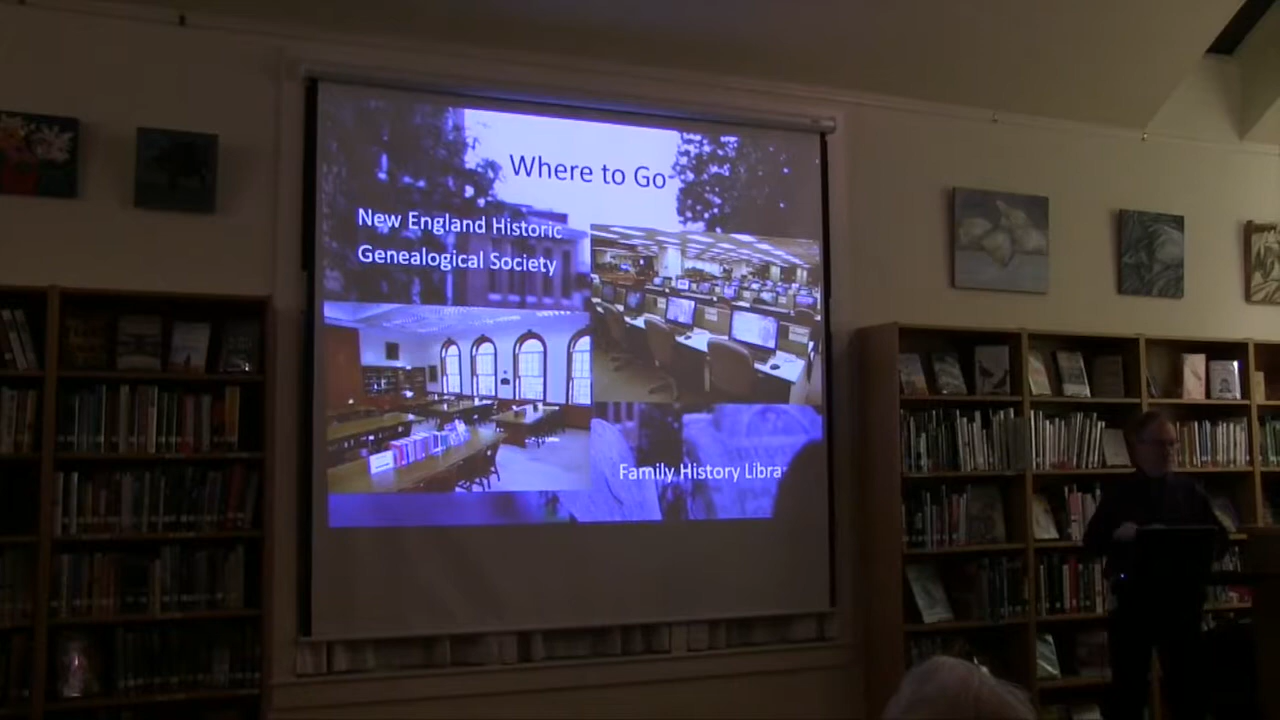 Where to Go
New England Historic
Genealogical Society
Family History Libra